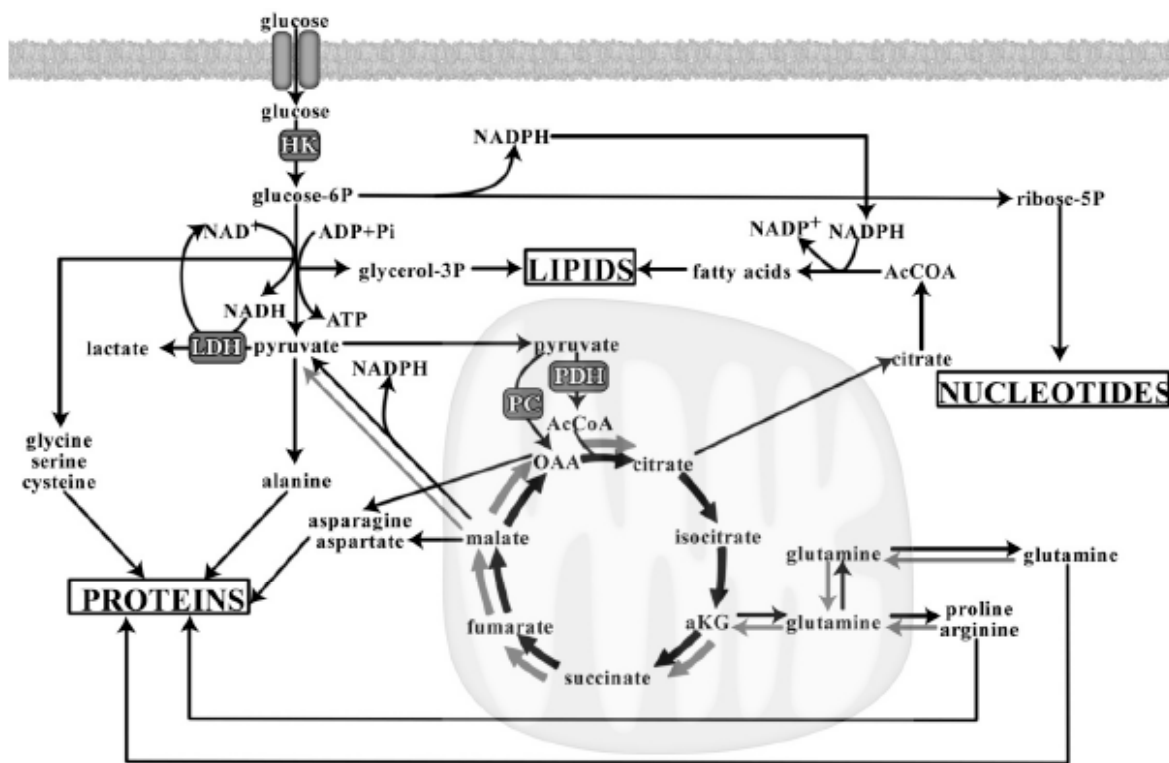 glucose
glucose
HK
NADPH
glucose-6P
ribose-5P
NAD+
ADP+Pi
NADP+
NADPH
glycerol-3P
LIPIDS
fatty acids
AcCOA
NADH
ATP
lactate
LDH
pyruvate
pyruvate
citrate
NADPH
PDH
NUCLEOTIDES
PC
AcCoA
glycine
serine
cysteine
alanine
OAA
citrate
asparagine
aspartate
malate
isocitrate
glutamine
glutamine
PROTEINS
fumarate
aKG
glutamine
proline
arginine
succinate